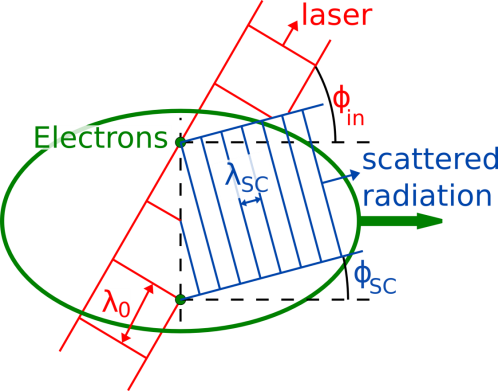 laser
ϕin
Electrons
scattered
radiation
λSC
ϕSC
λ0